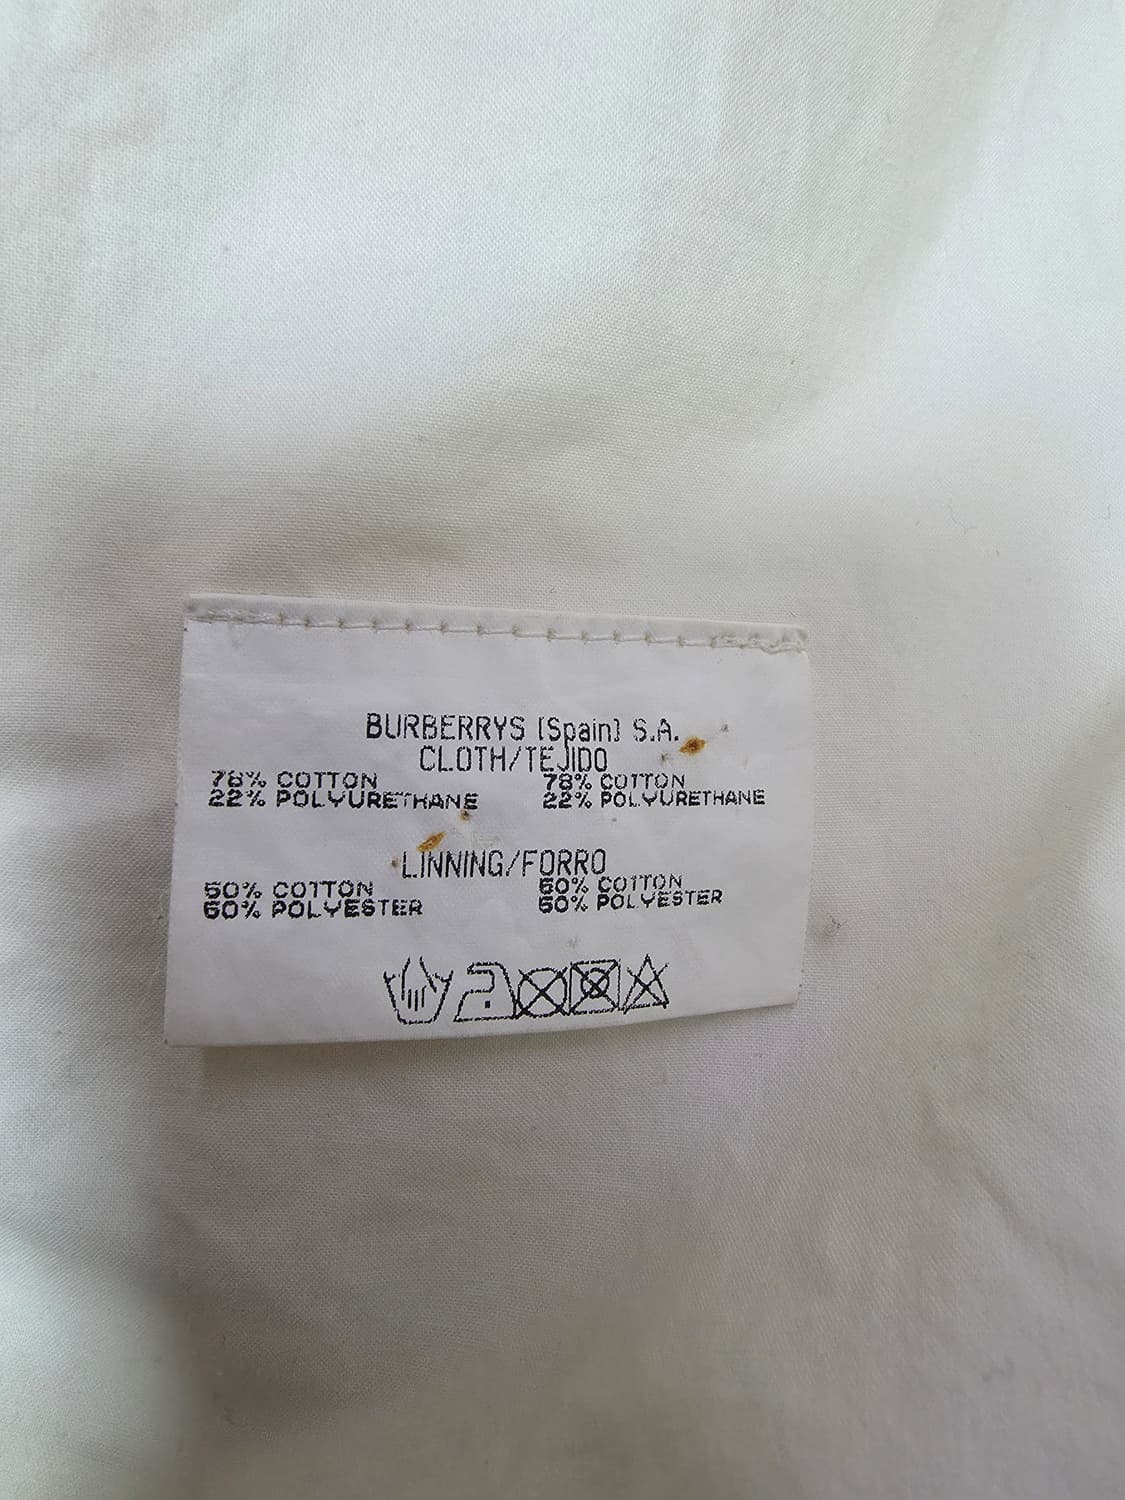 BURBERRYS (Spain) S.A.
CLOTH/TEJIDO
78% COTTON 78% COTTON
22% POLYURETHANE 22% POLYURETHANE
LINNING/FORRO
50% COTTON 50% COTTON
50% POLYESTER 50% POLYESTER